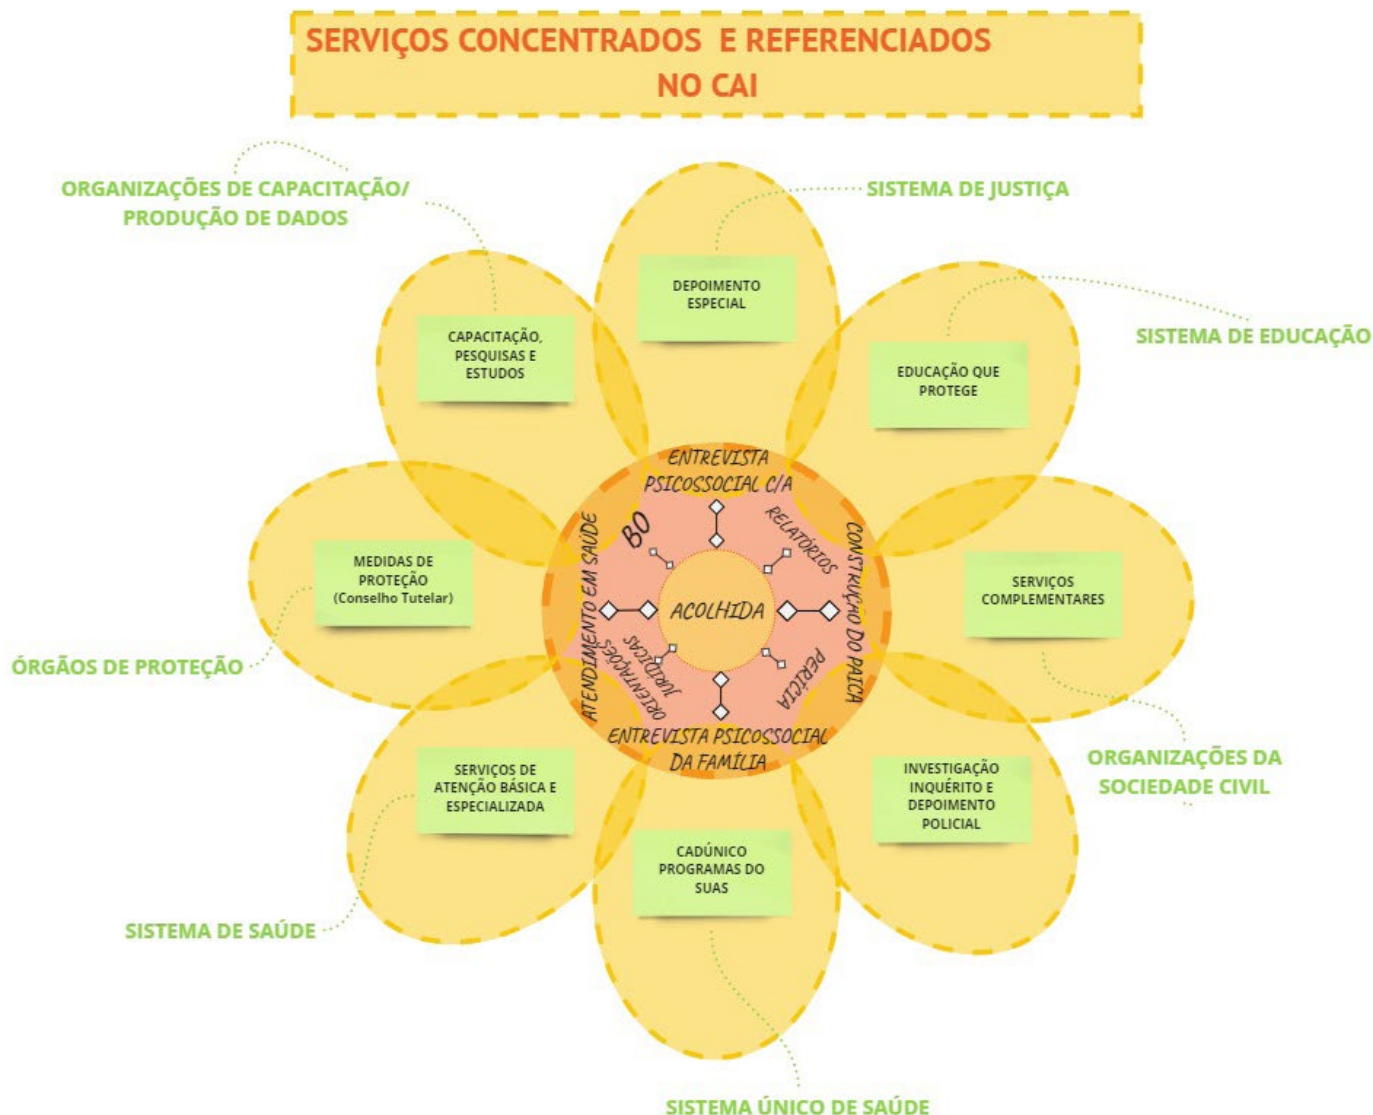 SERVIÇOS CONCENTRADOS E REFERENCIADOS
NO CAI
ORGANIZAÇÕES DE CAPACITAÇÃO/
PRODUÇÃO DE DADOS
SISTEMA DE JUSTIÇA
SISTEMA DE EDUCAÇÃO
DEPOIMENTO
ESPECIAL
CAPACITAÇÃO,
PESQUISAS E
ESTUDOS
EDUCAÇÃO QUE
PROTEGE
ENTREVISTA
PSICOSSOCIAL C/A
BO
RELATÓRIOS
ATENDIMENTO EM SAÚDE
CONSTRUÇÃO DO PAICA
ACOLHIDA
MEDIDAS DE
PROTEÇÃO
(Conselho Tutelar)
SERVIÇOS
COMPLEMENTARES
ÓRGÃOS DE PROTEÇÃO
ORIENTAÇÕES
JURÍDICAS
PERÍCIA
ENTREVISTA PSICOSSOCIAL
DA FAMÍLIA
ORGANIZAÇÕES DA
SOCIEDADE CIVIL
SERVIÇOS DE
ATENÇÃO BÁSICA E
ESPECIALIZADA
INVESTIGAÇÃO
INQUÉRITO E
DEPOIMENTO
POLICIAL
CADÚNICO
PROGRAMAS DO
SUAS
SISTEMA DE SAÚDE
SISTEMA ÚNICO DE SAÚDE